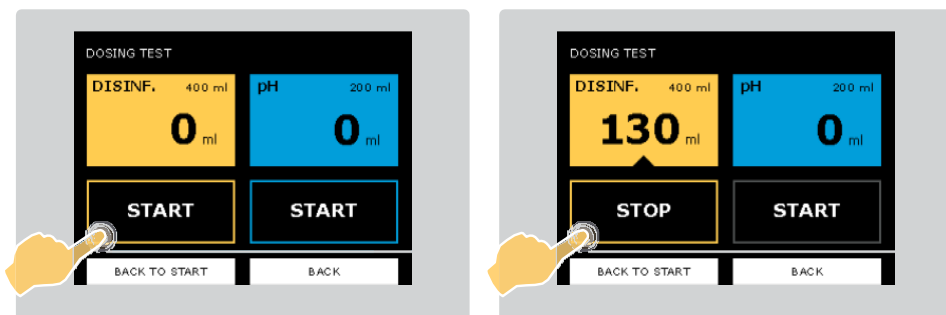 DOSING TEST
DISINF. 400 ml
0 ml
pH 200 ml
0 ml
START
START
BACK TO START
BACK
DOSING TEST
DISINF. 400 ml
130 ml
pH 200 ml
0 ml
STOP
START
BACK TO START
BACK